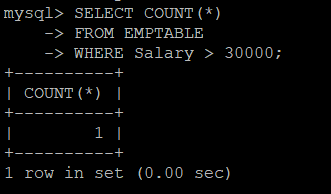 mysql> SELECT COUNT(*)
    -> FROM EMPTABLE
    -> WHERE Salary > 30000;
+----------+
| COUNT(*) |
+----------+
|        1 |
+----------+
1 row in set (0.00 sec)